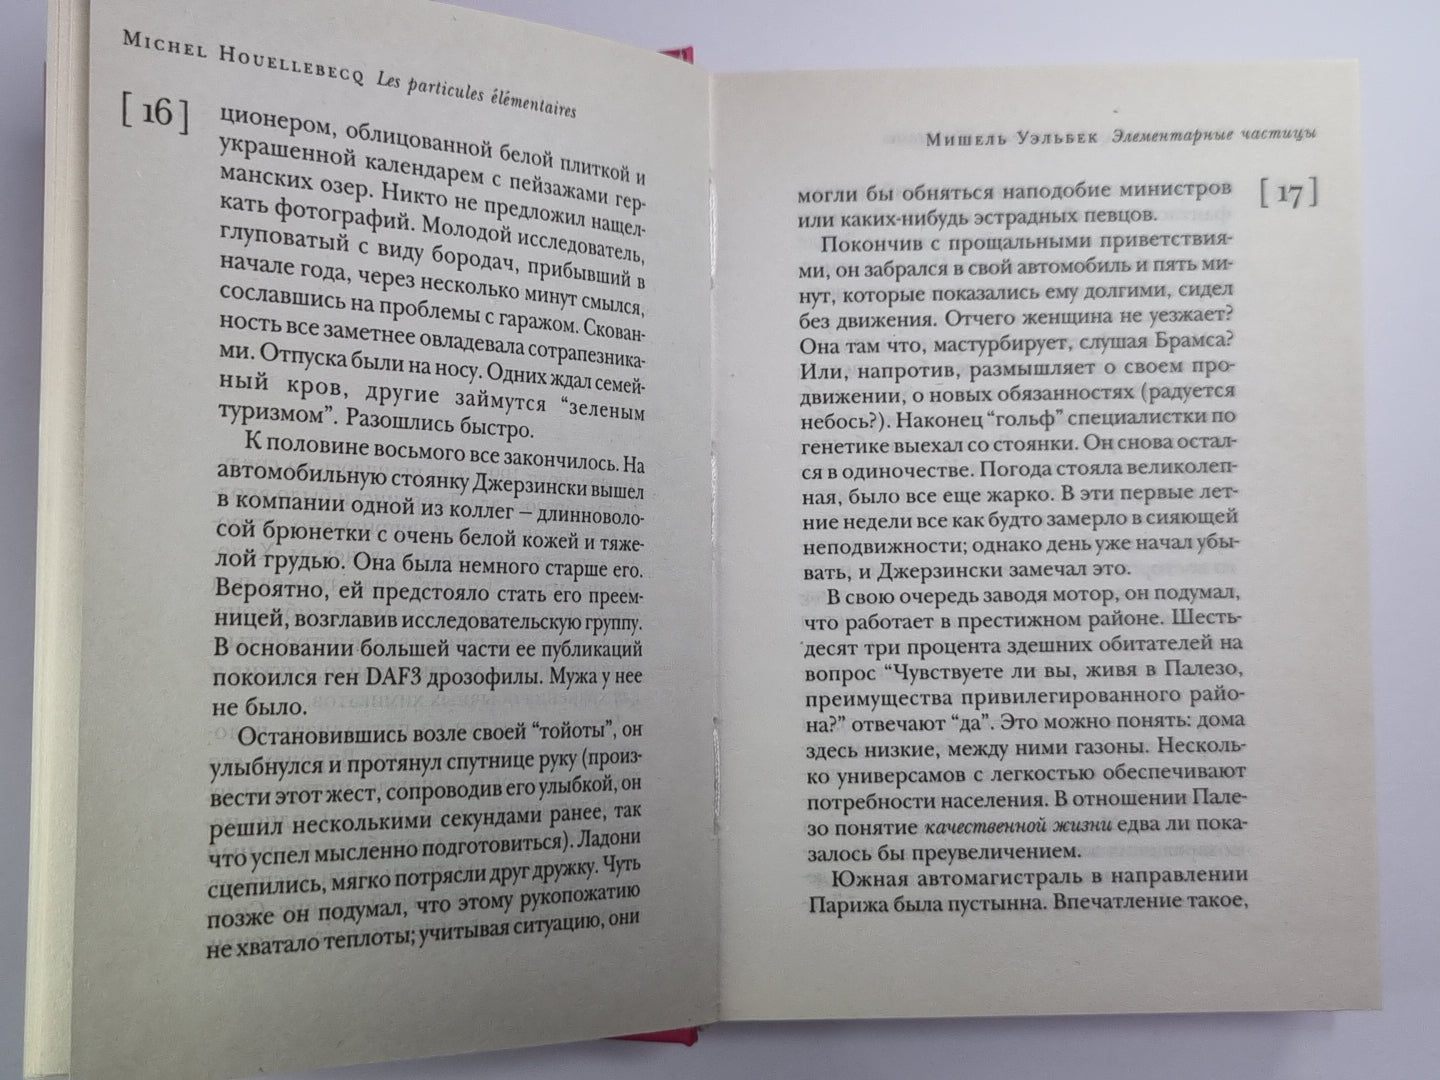 MICHEL HOUELLEBECQ Les particules élémentaires
[ 16 ]
ционером, облицованной белой плиткой и
украшенной календарем с пейзажами гер-
манских озер. Никто не предложил нащел-
кать фотографий. Молодой исследователь,
глуповатый с виду бородач, прибывший в
начале года, через несколько минут смылся,
сославшись на проблемы с гаражом. Скован-
ность все заметнее овладевала сотрапезника-
ми. Отпуска были на носу. Одних ждал семей-
ный кров, другие займутся “зеленым
туризмом”. Разошлись быстро.
К половине восьмого все закончилось. На
автомобильную стоянку Джерзински вышел
в компании одной из коллег – длинноволо-
сой брюнетки с очень белой кожей и тяже-
лой грудью. Она была немного старше его.
Вероятно, ей предстояло стать его преем-
ницей, возглавив исследовательскую группу.
В основании большей части ее публикаций
покоился ген DAF3 дрозофилы. Мужа у нее
не было.
Остановившись возле своей “тойоты”, он
улыбнулся и протянул спутнице руку (произ-
вести этот жест, сопроводив его улыбкой, он
решил несколькими секундами ранее, так
что успел мысленно подготовиться). Ладони
сцепились, мягко потрясли друг дружку. Чуть
позже он подумал, что этому рукопожатию
не хватало теплоты; учитывая ситуацию, они
МИШЕЛЬ УЭЛЬБЕК Элементарные частицы
[ 17 ]
могли бы обняться наподобие министров
или каких-нибудь эстрадных певцов.
Покончив с прощальными приветствия-
ми, он забрался в свой автомобиль и пять ми-
нут, которые показались ему долгими, сидел
без движения. Отчего женщина не уезжает?
Она там что, мастурбирует, слушая Брамса?
Или, напротив, размышляет о своем про-
движении, о новых обязанностях (радуется
небось?). Наконец “гольф” специалистки по
генетике выехал со стоянки. Он снова остал-
ся в одиночестве. Погода стояла великолеп-
ная, было все еще жарко. В эти первые лет-
ние недели все как будто замерло в сияющей
неподвижности; однако день уже начал убы-
вать, и Джерзински замечал это.
В свою очередь заводя мотор, он подумал,
что работает в престижном районе. Шесть-
десят три процента здешних обитателей на
вопрос “Чувствуете ли вы, живя в Палезо,
преимущества привилегированного райо-
на?” отвечают “да”. Это можно понять: дома
здесь низкие, между ними газоны. Несколь-
ко универсамов с легкостью обеспечивают
потребности населения. В отношении Пале-
зо понятие качественной жизни едва ли пока-
залось бы преувеличением.
Южная автомагистраль в направлении
Парижа была пустынна. Впечатление такое,